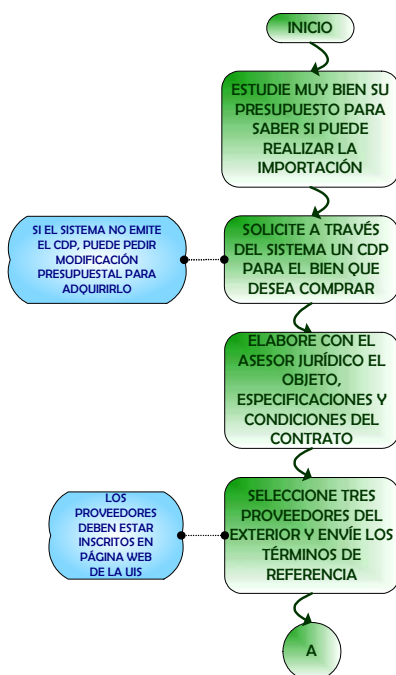 INICIO
ESTUDIE MUY BIEN SU
PRESUPUESTO PARA
SABER SI PUEDE
REALIZAR LA
IMPORTACIÓN
SI EL SISTEMA NO EMITE
EL CDP, PUEDE PEDIR
MODIFICACIÓN
PRESUPUESTAL PARA
ADQUIRIRLO
SOLICITE A TRAVÉS
DEL SISTEMA UN CDP
PARA EL BIEN QUE
DESEA COMPRAR
ELABORE CON EL
ASESOR JURÍDICO EL
OBJETO,
ESPECIFICACIONES Y
CONDICIONES DEL
CONTRATO
LOS
PROVEEDORES
DEBEN ESTAR
INSCRITOS EN
PÁGINA WEB
DE LA UIS
SELECCIONE TRES
PROVEEDORES DEL
EXTERIOR Y ENVÍE LOS
TÉRMINOS DE
REFERENCIA
A